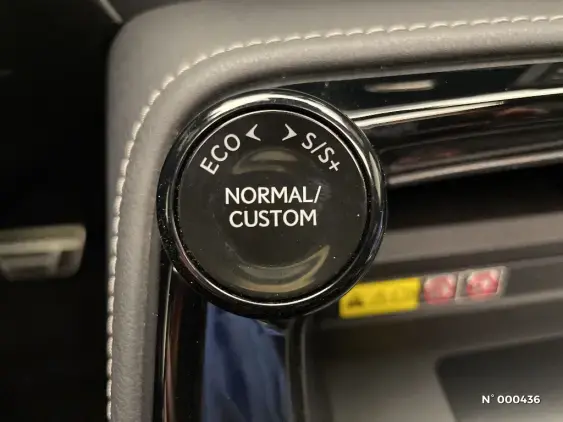 ECO S/S+
NORMAL/
CUSTOM
N° 000436